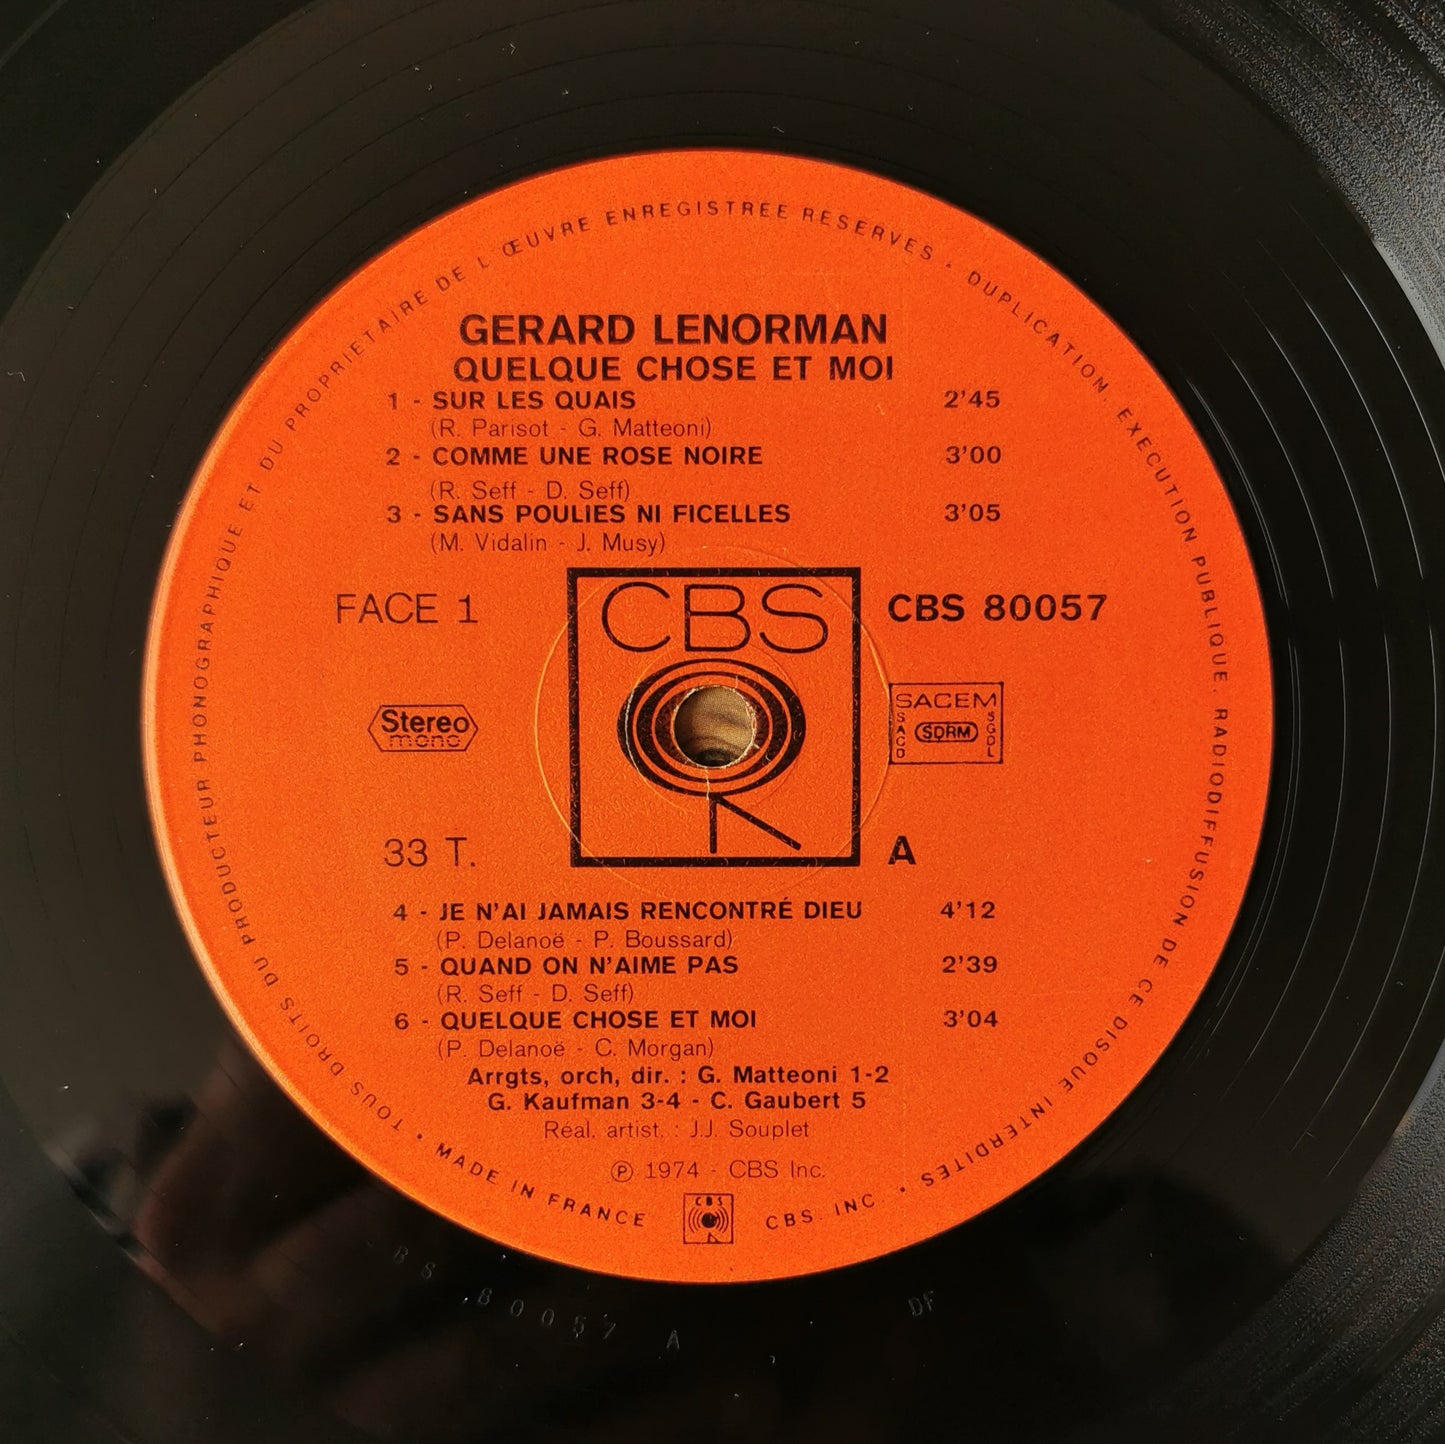 TOUS DROITS DU PRODUCTEUR PHONOGRAPHIQUE ET DU PROPRIETAIRE DE L'ŒUVRE ENREGISTREE RESERVES · DUPLICATION. EXECUTION PUBLIQUE. RADIODIFFUSION DE CE DISQUE INTERDITES ·
GERARD LENORMAN
QUELQUE CHOSE ET MOI
1 - SUR LES QUAIS 2'45
(R. Parisot - G. Matteoni)
2 - COMME UNE ROSE NOIRE 3'00
(R. Seff - D. Seff)
3 - SANS POULIES NI FICELLES 3'05
(M. Vidalin - J. Musy)
CBS
FACE 1
CBS 80057
Stereo
mono
SACEM
SACD
SDRM
SGDL
33 T.
A
4 - JE N'AI JAMAIS RENCONTRÉ DIEU 4'12
(P. Delanoë - P. Boussard)
5 - QUAND ON N'AIME PAS 2'39
(R. Seff - D. Seff)
6 - QUELQUE CHOSE ET MOI 3'04
(P. Delanoë - C. Morgan)
Arrgts, orch, dir. : G. Matteoni 1-2
G. Kaufman 3-4 - C. Gaubert 5
Réal. artist. : J.J. Souplet
℗ 1974 - CBS Inc.
· MADE IN FRANCE
CBS
CBS. INC.
BS 80057 A
DF